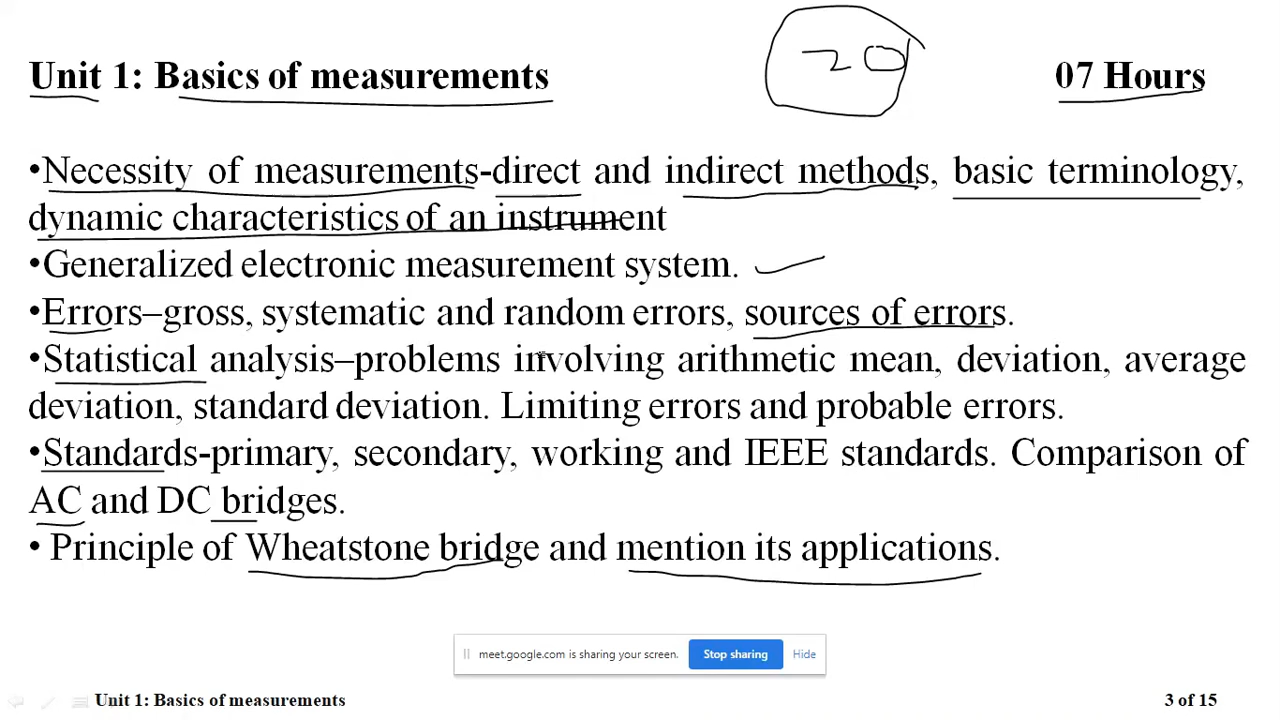 20
Unit 1: Basics of measurements 07 Hours
•Necessity of measurements-direct and indirect methods, basic terminology,
dynamic characteristics of an instrument
•Generalized electronic measurement system.
•Errors–gross, systematic and random errors, sources of errors.
•Statistical analysis–problems involving arithmetic mean, deviation, average
deviation, standard deviation. Limiting errors and probable errors.
•Standards-primary, secondary, working and IEEE standards. Comparison of
AC and DC bridges.
• Principle of Wheatstone bridge and mention its applications.
meet.google.com is sharing your screen. Stop sharing Hide
Unit 1: Basics of measurements 3 of 15